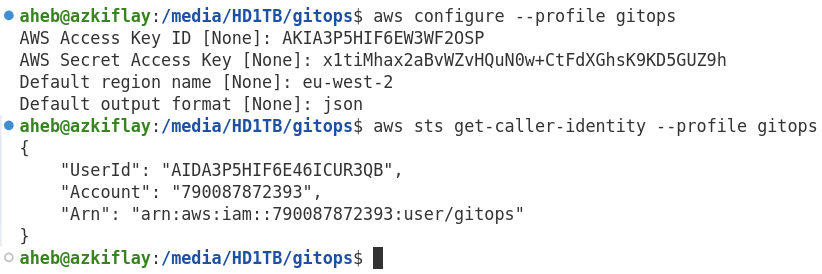 aheb@azkiflay:/media/HD1TB/gitops$ aws configure --profile gitops
AWS Access Key ID [None]: AKIA3P5HIF6EW3WF2OSP
AWS Secret Access Key [None]: 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
Default region name [None]: eu-west-2
Default output format [None]: json
aheb@azkiflay:/media/HD1TB/gitops$ aws sts get-caller-identity --profile gitops
{
    "UserId": "AIDA3P5HIF6E46ICUR3QB",
    "Account": "790087872393",
    "Arn": "arn:aws:iam::790087872393:user/gitops"
}
aheb@azkiflay:/media/HD1TB/gitops$